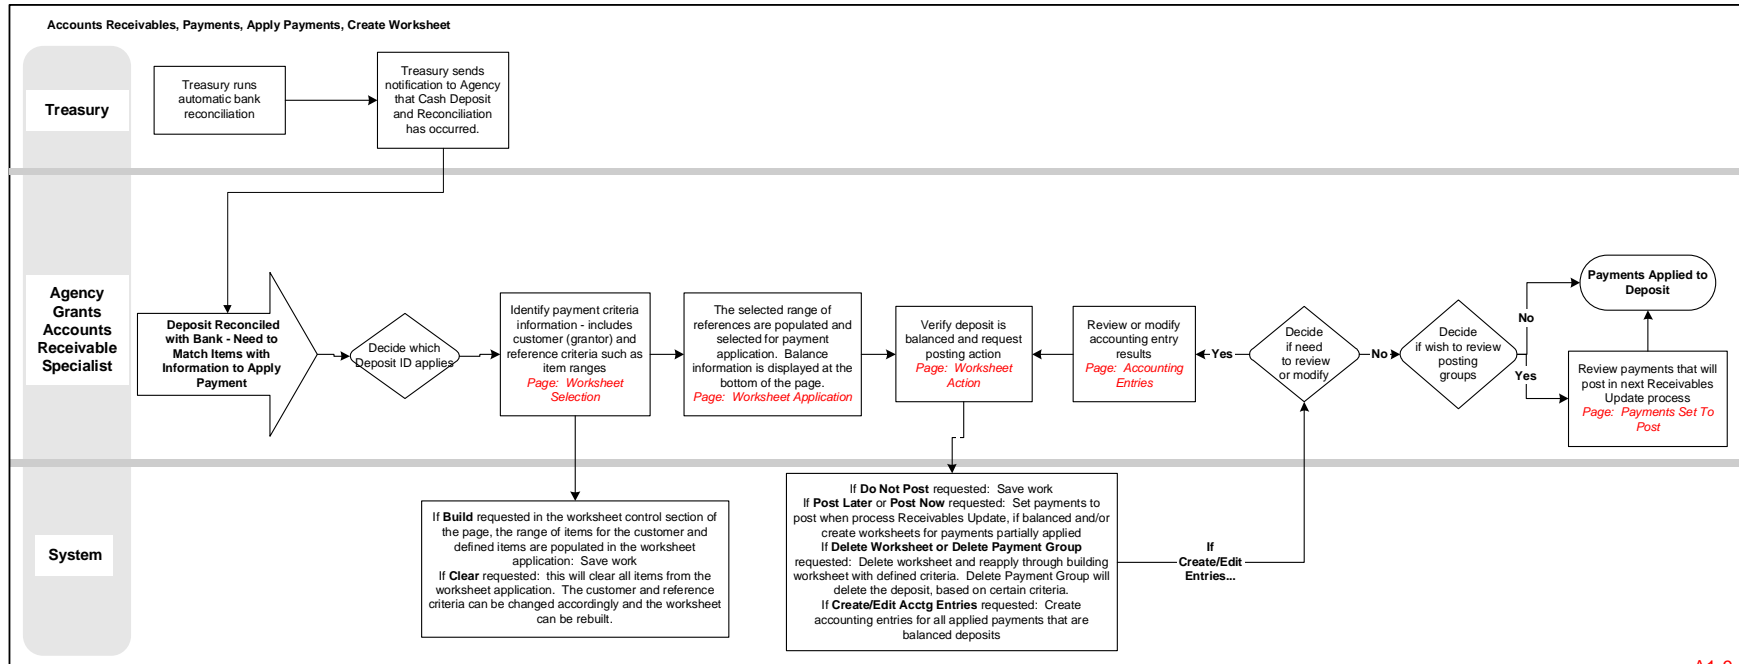 Accounts Receivables, Payments, Apply Payments, Create Worksheet
Treasury
Treasury runs
automatic bank
reconciliation
Treasury sends
notification to Agency
that Cash Deposit
and Reconciliation
has occurred.
Agency
Grants
Accounts
Receivable
Specialist
Deposit Reconciled
with Bank - Need to
Match Items with
Information to Apply
Payment
Decide which
Deposit ID applies
Identify payment criteria
information - includes
customer (grantor) and
reference criteria such as
item ranges
Page:  Worksheet
Selection
The selected range of
references are populated and
selected for payment
application.  Balance
information is displayed at the
bottom of the page.
Page:  Worksheet Application
Verify deposit is
balanced and request
posting action
Page:  Worksheet
Action
Review or modify
accounting entry
results
Page:  Accounting
Entries
Yes
Decide
if need
to review
or modify
No
Decide
if wish to review
posting
groups
No
Yes
Payments Applied to
Deposit
Review payments that will
post in next Receivables
Update process
Page:  Payments Set To
Post
System
If Build requested in the worksheet control section of
the page, the range of items for the customer and
defined items are populated in the worksheet
application:  Save work
If Clear requested:  this will clear all items from the
worksheet application.  The customer and reference
criteria can be changed accordingly and the worksheet
can be rebuilt.
If Do Not Post requested:  Save work
If Post Later or Post Now requested:  Set payments to
post when process Receivables Update, if balanced and/or
create worksheets for payments partially applied
If Delete Worksheet or Delete Payment Group
requested:  Delete worksheet and reapply through building
worksheet with defined criteria.  Delete Payment Group will
delete the deposit, based on certain criteria.
If Create/Edit Acctg Entries requested:  Create
accounting entries for all applied payments that are
balanced deposits
If
Create/Edit
Entries...